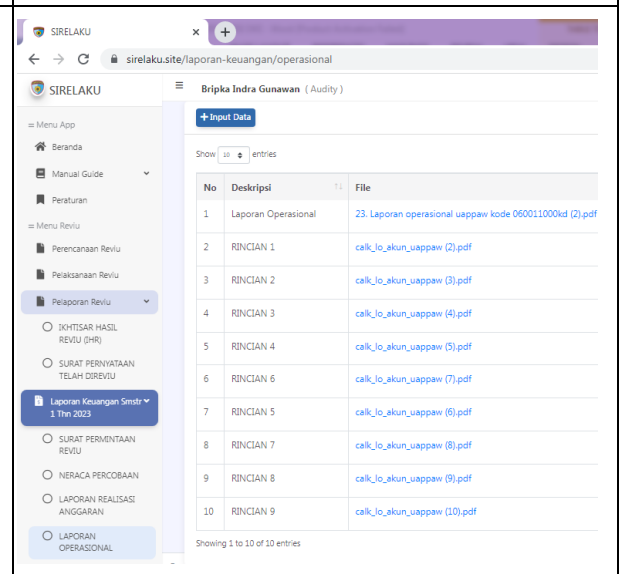 SIRELAKU
sirelaku.site/laporan-keuangan/operasional
SIRELAKU
Bripka Indra Gunawan ( Audity )
= Menu App
Beranda
Manual Guide
Peraturan
= Menu Reviu
Perencanaan Reviu
Pelaksanaan Reviu
Pelaporan Reviu
IKHTISAR HASIL
REVIU (IHR)
SURAT PERNYATAAN
TELAH DIREVIU
Laporan Keuangan Smstr
1 Thn 2023
SURAT PERMINTAAN
REVIU
NERACA PERCOBAAN
LAPORAN REALISASI
ANGGARAN
LAPORAN
OPERASIONAL
+ Input Data
Show 10 entries
No Deskripsi File
1 Laporan Operasional 23. Laporan operasional uappaw kode 060011000kd (2).pdf
2 RINCIAN 1 calk_lo_akun_uappaw (2).pdf
3 RINCIAN 2 calk_lo_akun_uappaw (3).pdf
4 RINCIAN 3 calk_lo_akun_uappaw (4).pdf
5 RINCIAN 4 calk_lo_akun_uappaw (5).pdf
6 RINCIAN 6 calk_lo_akun_uappaw (7).pdf
7 RINCIAN 5 calk_lo_akun_uappaw (6).pdf
8 RINCIAN 7 calk_lo_akun_uappaw (8).pdf
9 RINCIAN 8 calk_lo_akun_uappaw (9).pdf
10 RINCIAN 9 calk_lo_akun_uappaw (10).pdf
Showing 1 to 10 of 10 entries